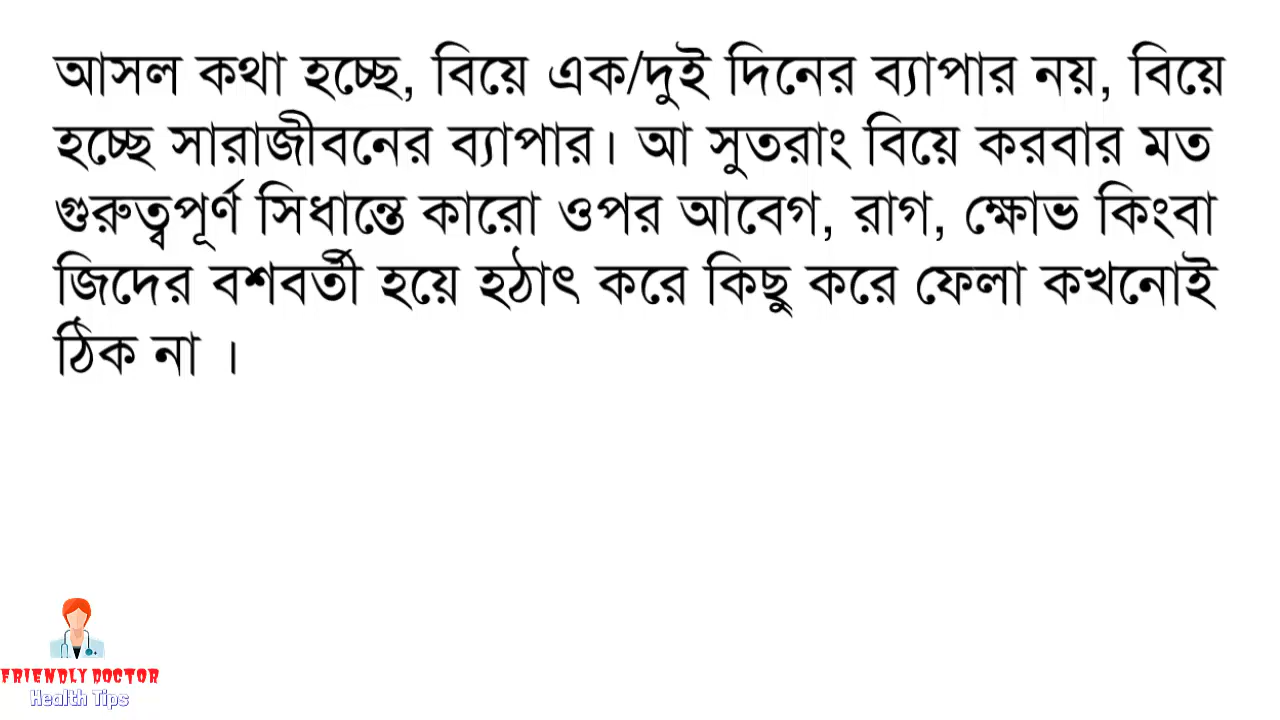 আসল কথা হচ্ছে, বিয়ে এক/দুই দিনের ব্যাপার নয়, বিয়ে
হচ্ছে সারাজীবনের ব্যাপার। আ সুতরাং বিয়ে করবার মত
গুরুত্বপূর্ণ সিধান্তে কারো ওপর আবেগ, রাগ, ক্ষোভ কিংবা
জিদের বশবর্তী হয়ে হঠাৎ করে কিছু করে ফেলা কখনোই
ঠিক না ।
FRIENDLY DOCTOR
Health Tips